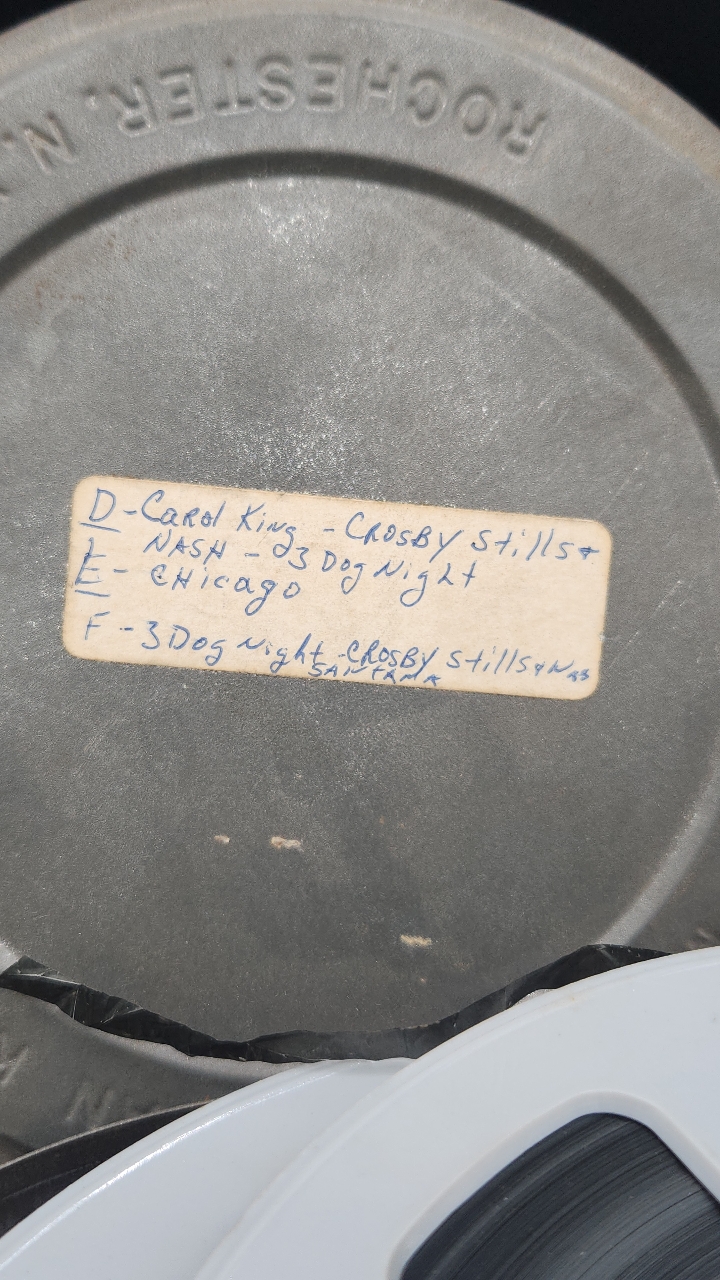 ROCHESTER, N.
D-Carol King - CROSBY Stills+
NASH - 3 Dog Night
E- CHicago
F-3 Dog Night-CROSBY Stills+Nash
SANTANA